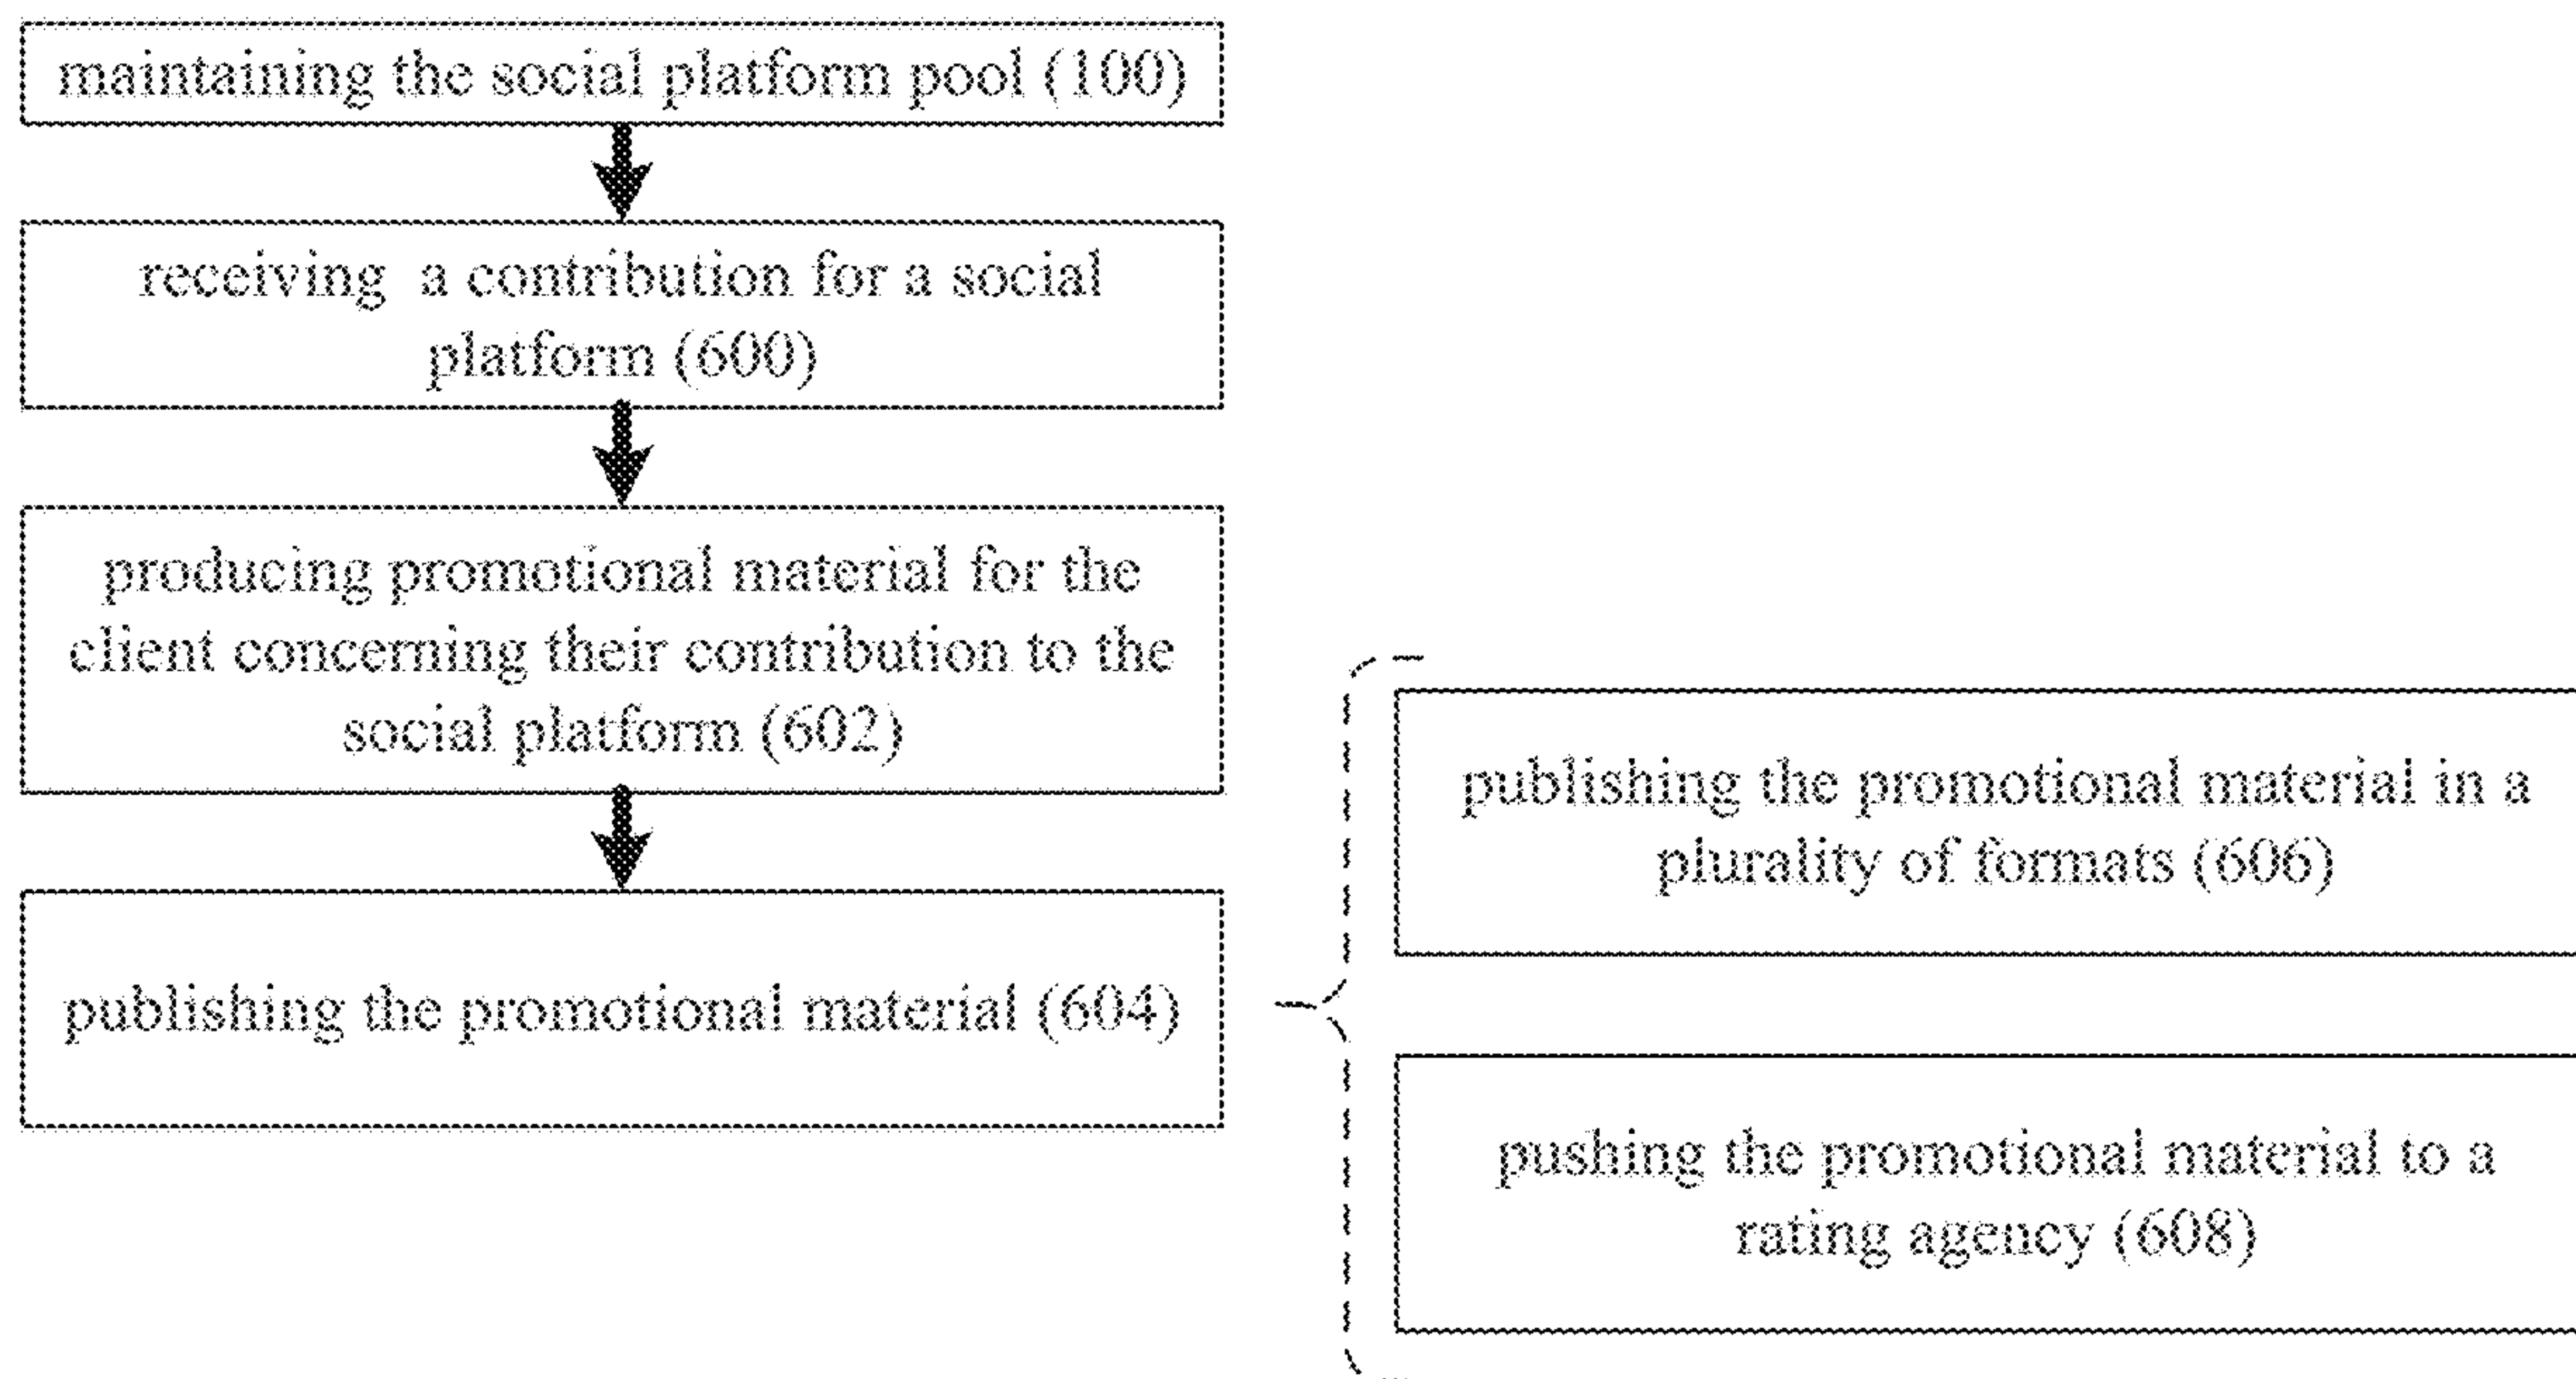 maintaining the social platform pool (100)
receiving a contribution for a social
platform (600)
producing promotional material for the
client concerning their contribution to the
social platform (602)
publishing the promotional material (604)
publishing the promotional material in a
plurality of formats (606)
pushing the promotional material to a
rating agency (608)